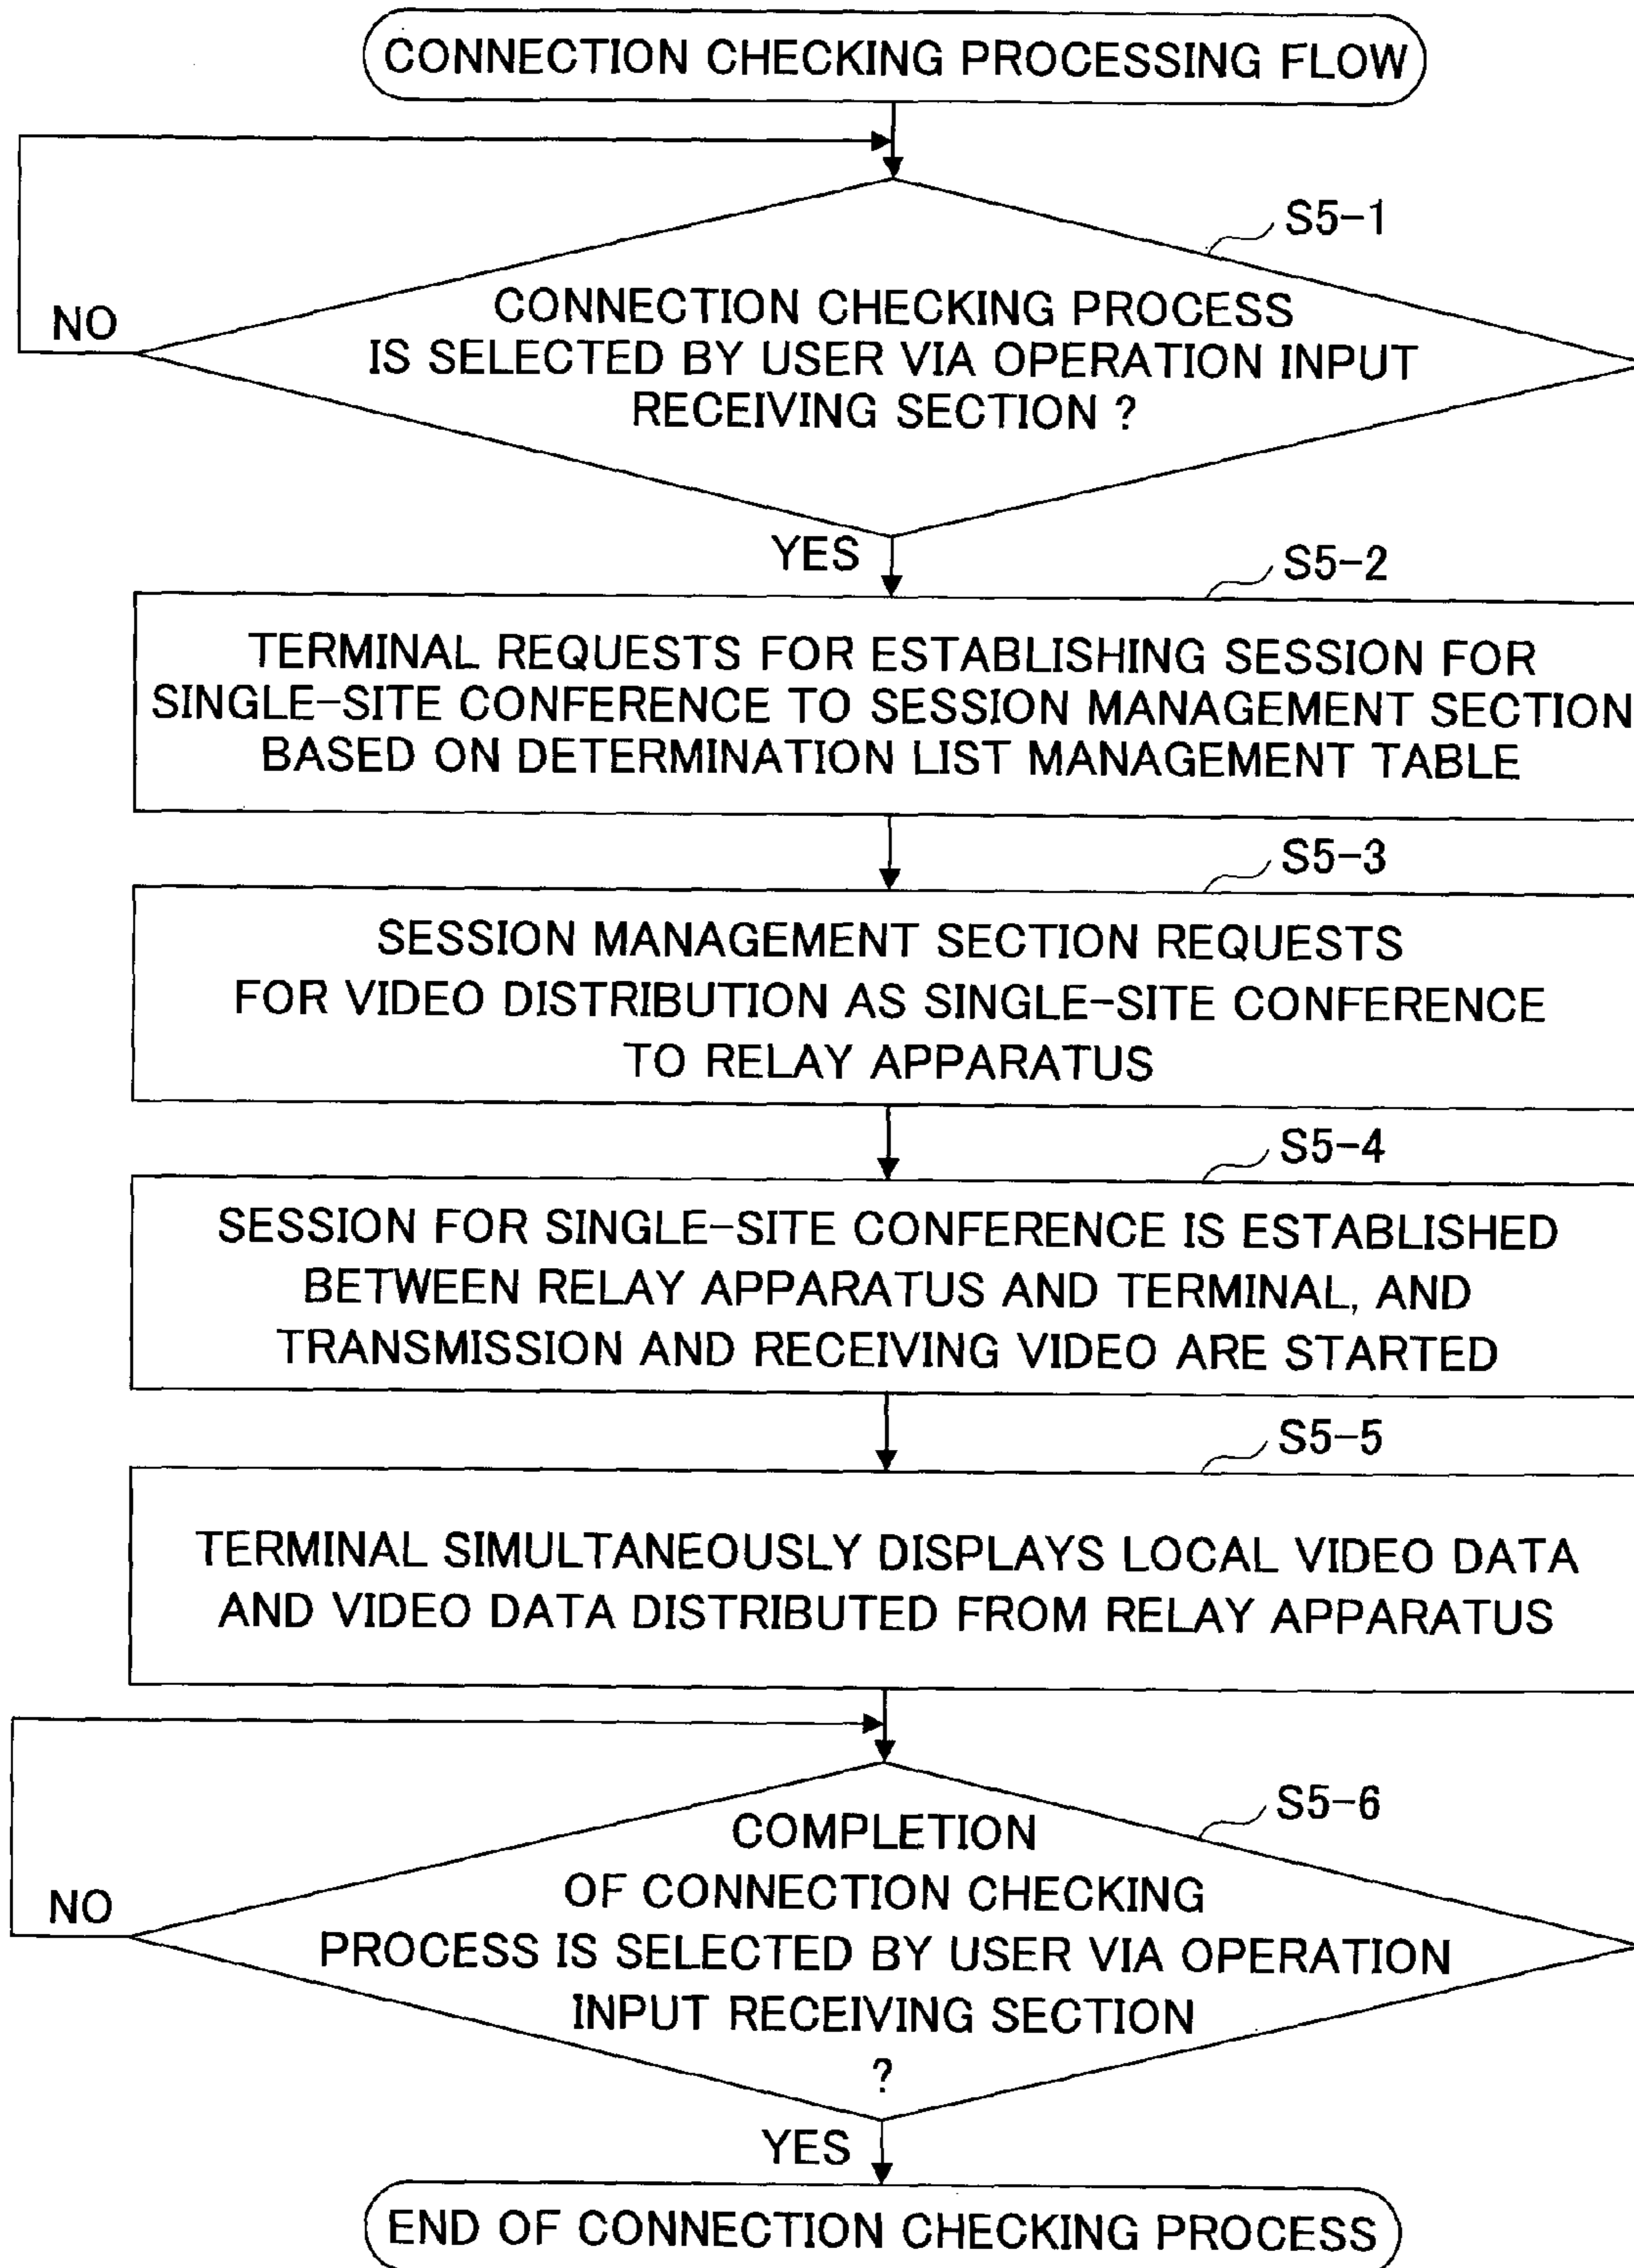 CONNECTION CHECKING PROCESSING FLOW
S5-1
CONNECTION CHECKING PROCESS
IS SELECTED BY USER VIA OPERATION INPUT
RECEIVING SECTION ?
NO
YES
S5-2
TERMINAL REQUESTS FOR ESTABLISHING SESSION FOR
SINGLE-SITE CONFERENCE TO SESSION MANAGEMENT SECTION
BASED ON DETERMINATION LIST MANAGEMENT TABLE
S5-3
SESSION MANAGEMENT SECTION REQUESTS
FOR VIDEO DISTRIBUTION AS SINGLE-SITE CONFERENCE
TO RELAY APPARATUS
S5-4
SESSION FOR SINGLE-SITE CONFERENCE IS ESTABLISHED
BETWEEN RELAY APPARATUS AND TERMINAL, AND
TRANSMISSION AND RECEIVING VIDEO ARE STARTED
S5-5
TERMINAL SIMULTANEOUSLY DISPLAYS LOCAL VIDEO DATA
AND VIDEO DATA DISTRIBUTED FROM RELAY APPARATUS
S5-6
COMPLETION
OF CONNECTION CHECKING
PROCESS IS SELECTED BY USER VIA OPERATION
INPUT RECEIVING SECTION
?
NO
YES
END OF CONNECTION CHECKING PROCESS